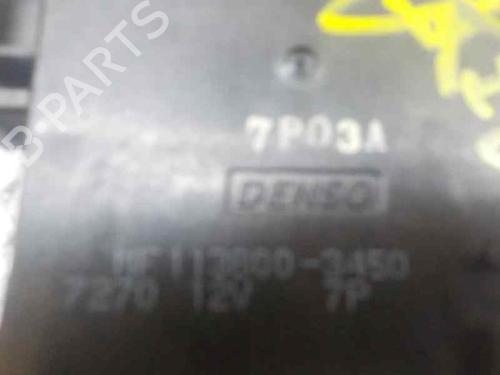 7P03A
DENSO
MF113800-3450
7270 12V 7P
B-PARTS